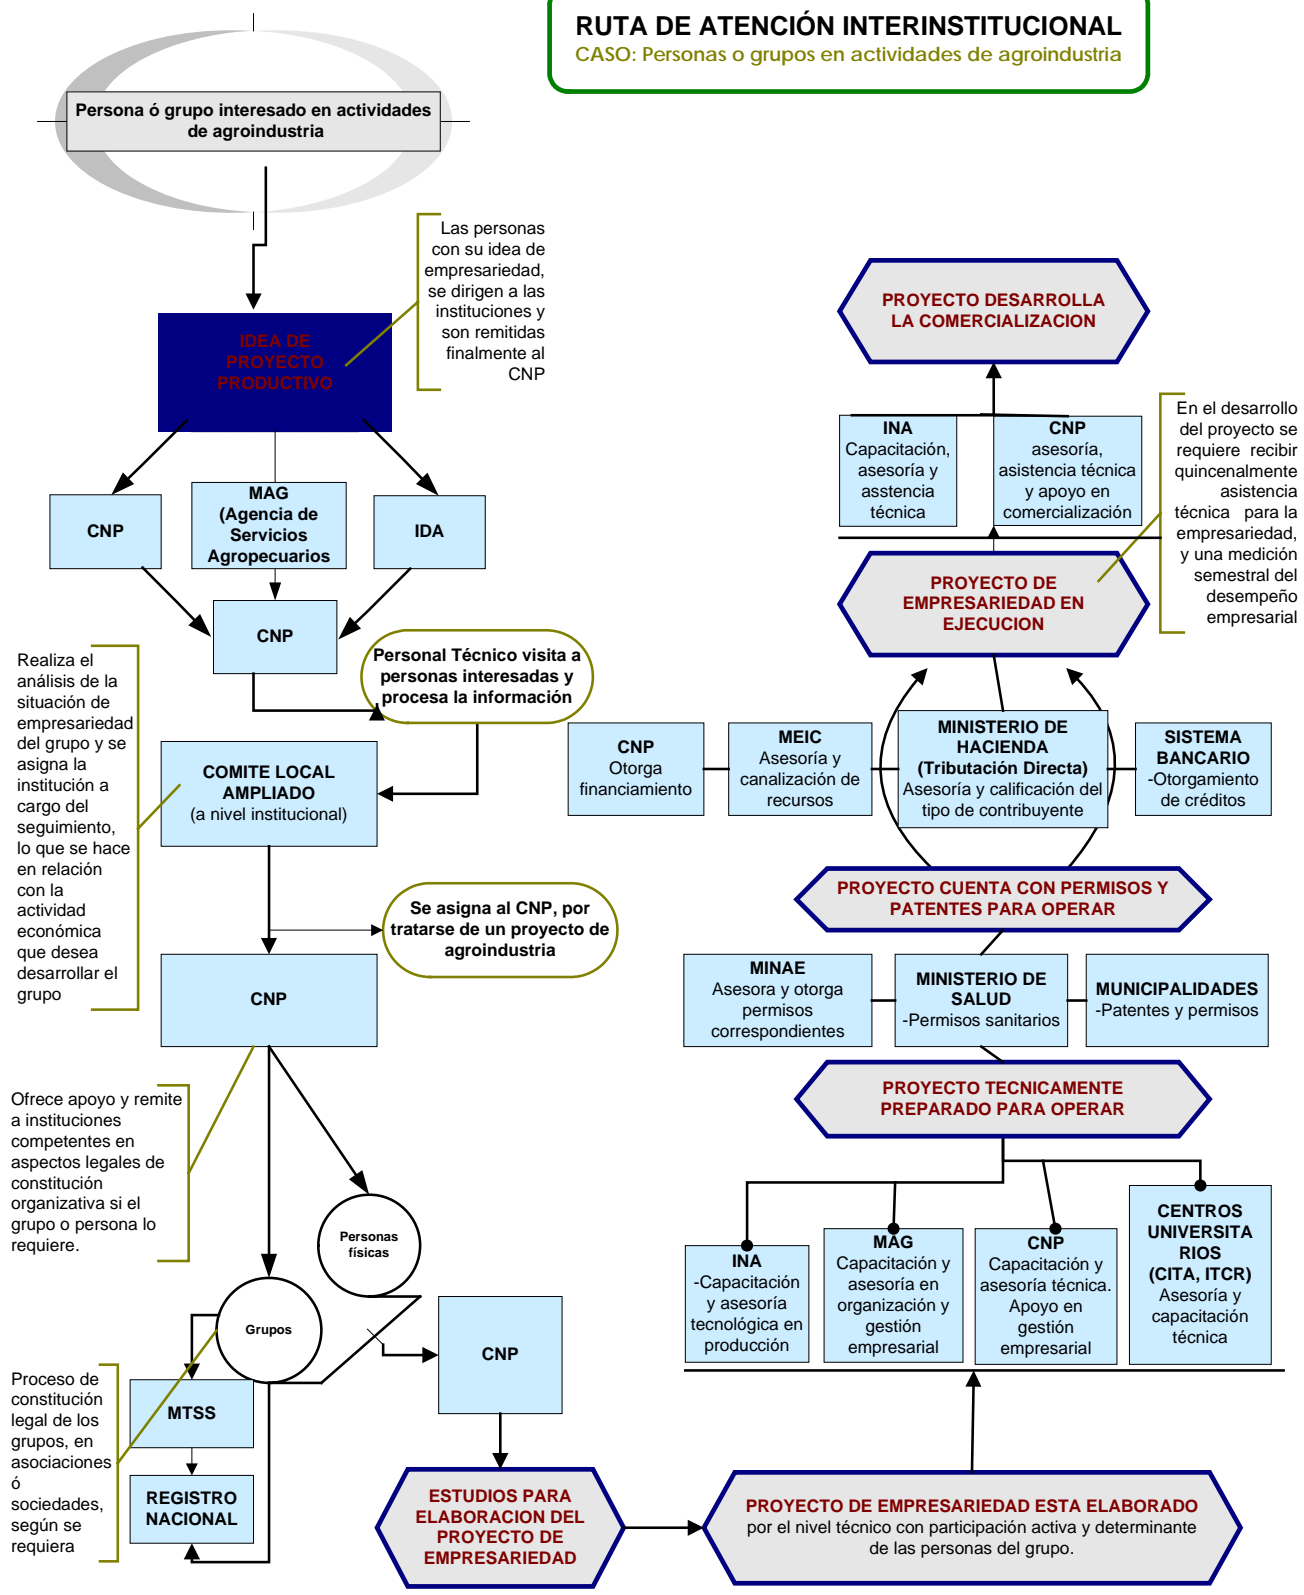 RUTA DE ATENCIÓN INTERINSTITUCIONAL
CASO: Personas o grupos en actividades de agroindustria
Persona ó grupo interesado en actividades
de agroindustria
Las personas
con su idea de
empresariedad,
se dirigen a las
instituciones y
son remitidas
finalmente al
CNP
IDEA DE
PROYECTO
PRODUCTIVO
CNP
MAG
(Agencia de
Servicios
Agropecuarios
IDA
CNP
Personal Técnico visita a
personas interesadas y
procesa la información
Realiza el
análisis de la
situación de
empresariedad
del grupo y se
asigna la
institución a
cargo del
seguimiento,
lo que se hace
en relación
con la
actividad
económica
que desea
desarrollar el
grupo
COMITE LOCAL
AMPLIADO
(a nivel institucional)
Se asigna al CNP, por
tratarse de un proyecto de
agroindustria
CNP
Ofrece apoyo y remite
a instituciones
competentes en
aspectos legales de
constitución
organizativa si el
grupo o persona lo
requiere.
Personas
físicas
Grupos
CNP
MTSS
REGISTRO
NACIONAL
Proceso de
constitución
legal de los
grupos, en
asociaciones
ó
sociedades,
según se
requiera
ESTUDIOS PARA
ELABORACION DEL
PROYECTO DE
EMPRESARIEDAD
PROYECTO DE EMPRESARIEDAD ESTA ELABORADO
por el nivel técnico con participación activa y determinante
de las personas del grupo.
INA
-Capacitación
y asesoría
tecnológica en
producción
MAG
Capacitación y
asesoría en
organización y
gestión
empresarial
CNP
Capacitación y
asesoría técnica.
Apoyo en
gestión
empresarial
CENTROS
UNIVERSITA
RIOS
(CITA, ITCR)
Asesoría y
capacitación
técnica
PROYECTO TECNICAMENTE
PREPARADO PARA OPERAR
MINAE
Asesora y otorga
permisos
correspondientes
MINISTERIO DE
SALUD
-Permisos sanitarios
MUNICIPALIDADES
-Patentes y permisos
PROYECTO CUENTA CON PERMISOS Y
PATENTES PARA OPERAR
CNP
Otorga
financiamiento
MEIC
Asesoría y
canalización de
recursos
MINISTERIO DE
HACIENDA
(Tributación Directa)
Asesoría y calificación del
tipo de contribuyente
SISTEMA
BANCARIO
-Otorgamiento
de créditos
PROYECTO DE
EMPRESARIEDAD EN
EJECUCION
En el desarrollo
del proyecto se
requiere recibir
quincenalmente
asistencia
técnica para la
empresariedad,
y una medición
semestral del
desempeño
empresarial
INA
Capacitación,
asesoría y
asstencia
técnica
CNP
asesoría,
asistencia técnica
y apoyo en
comercialización
PROYECTO DESARROLLA
LA COMERCIALIZACION